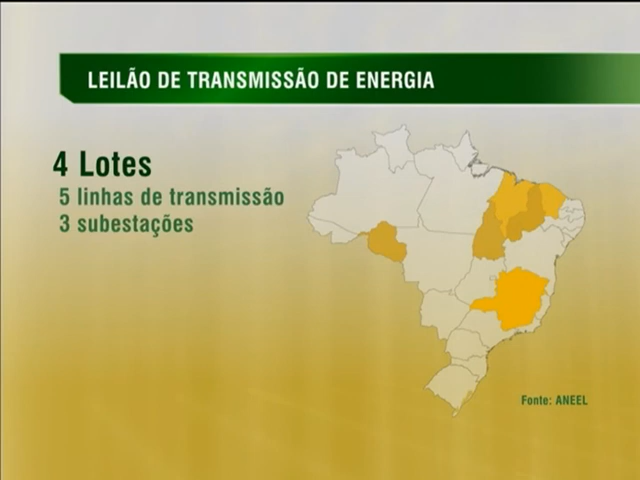 LEILÃO DE TRANSMISSÃO DE ENERGIA
4 Lotes
5 linhas de transmissão
3 subestações
Fonte: ANEEL